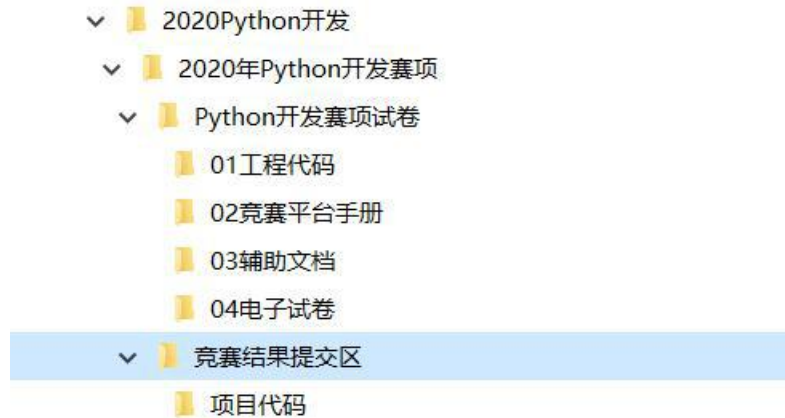 2020Python开发
2020年Python开发赛项
Python开发赛项试卷
01工程代码
02竞赛平台手册
03辅助文档
04电子试卷
竞赛结果提交区
项目代码